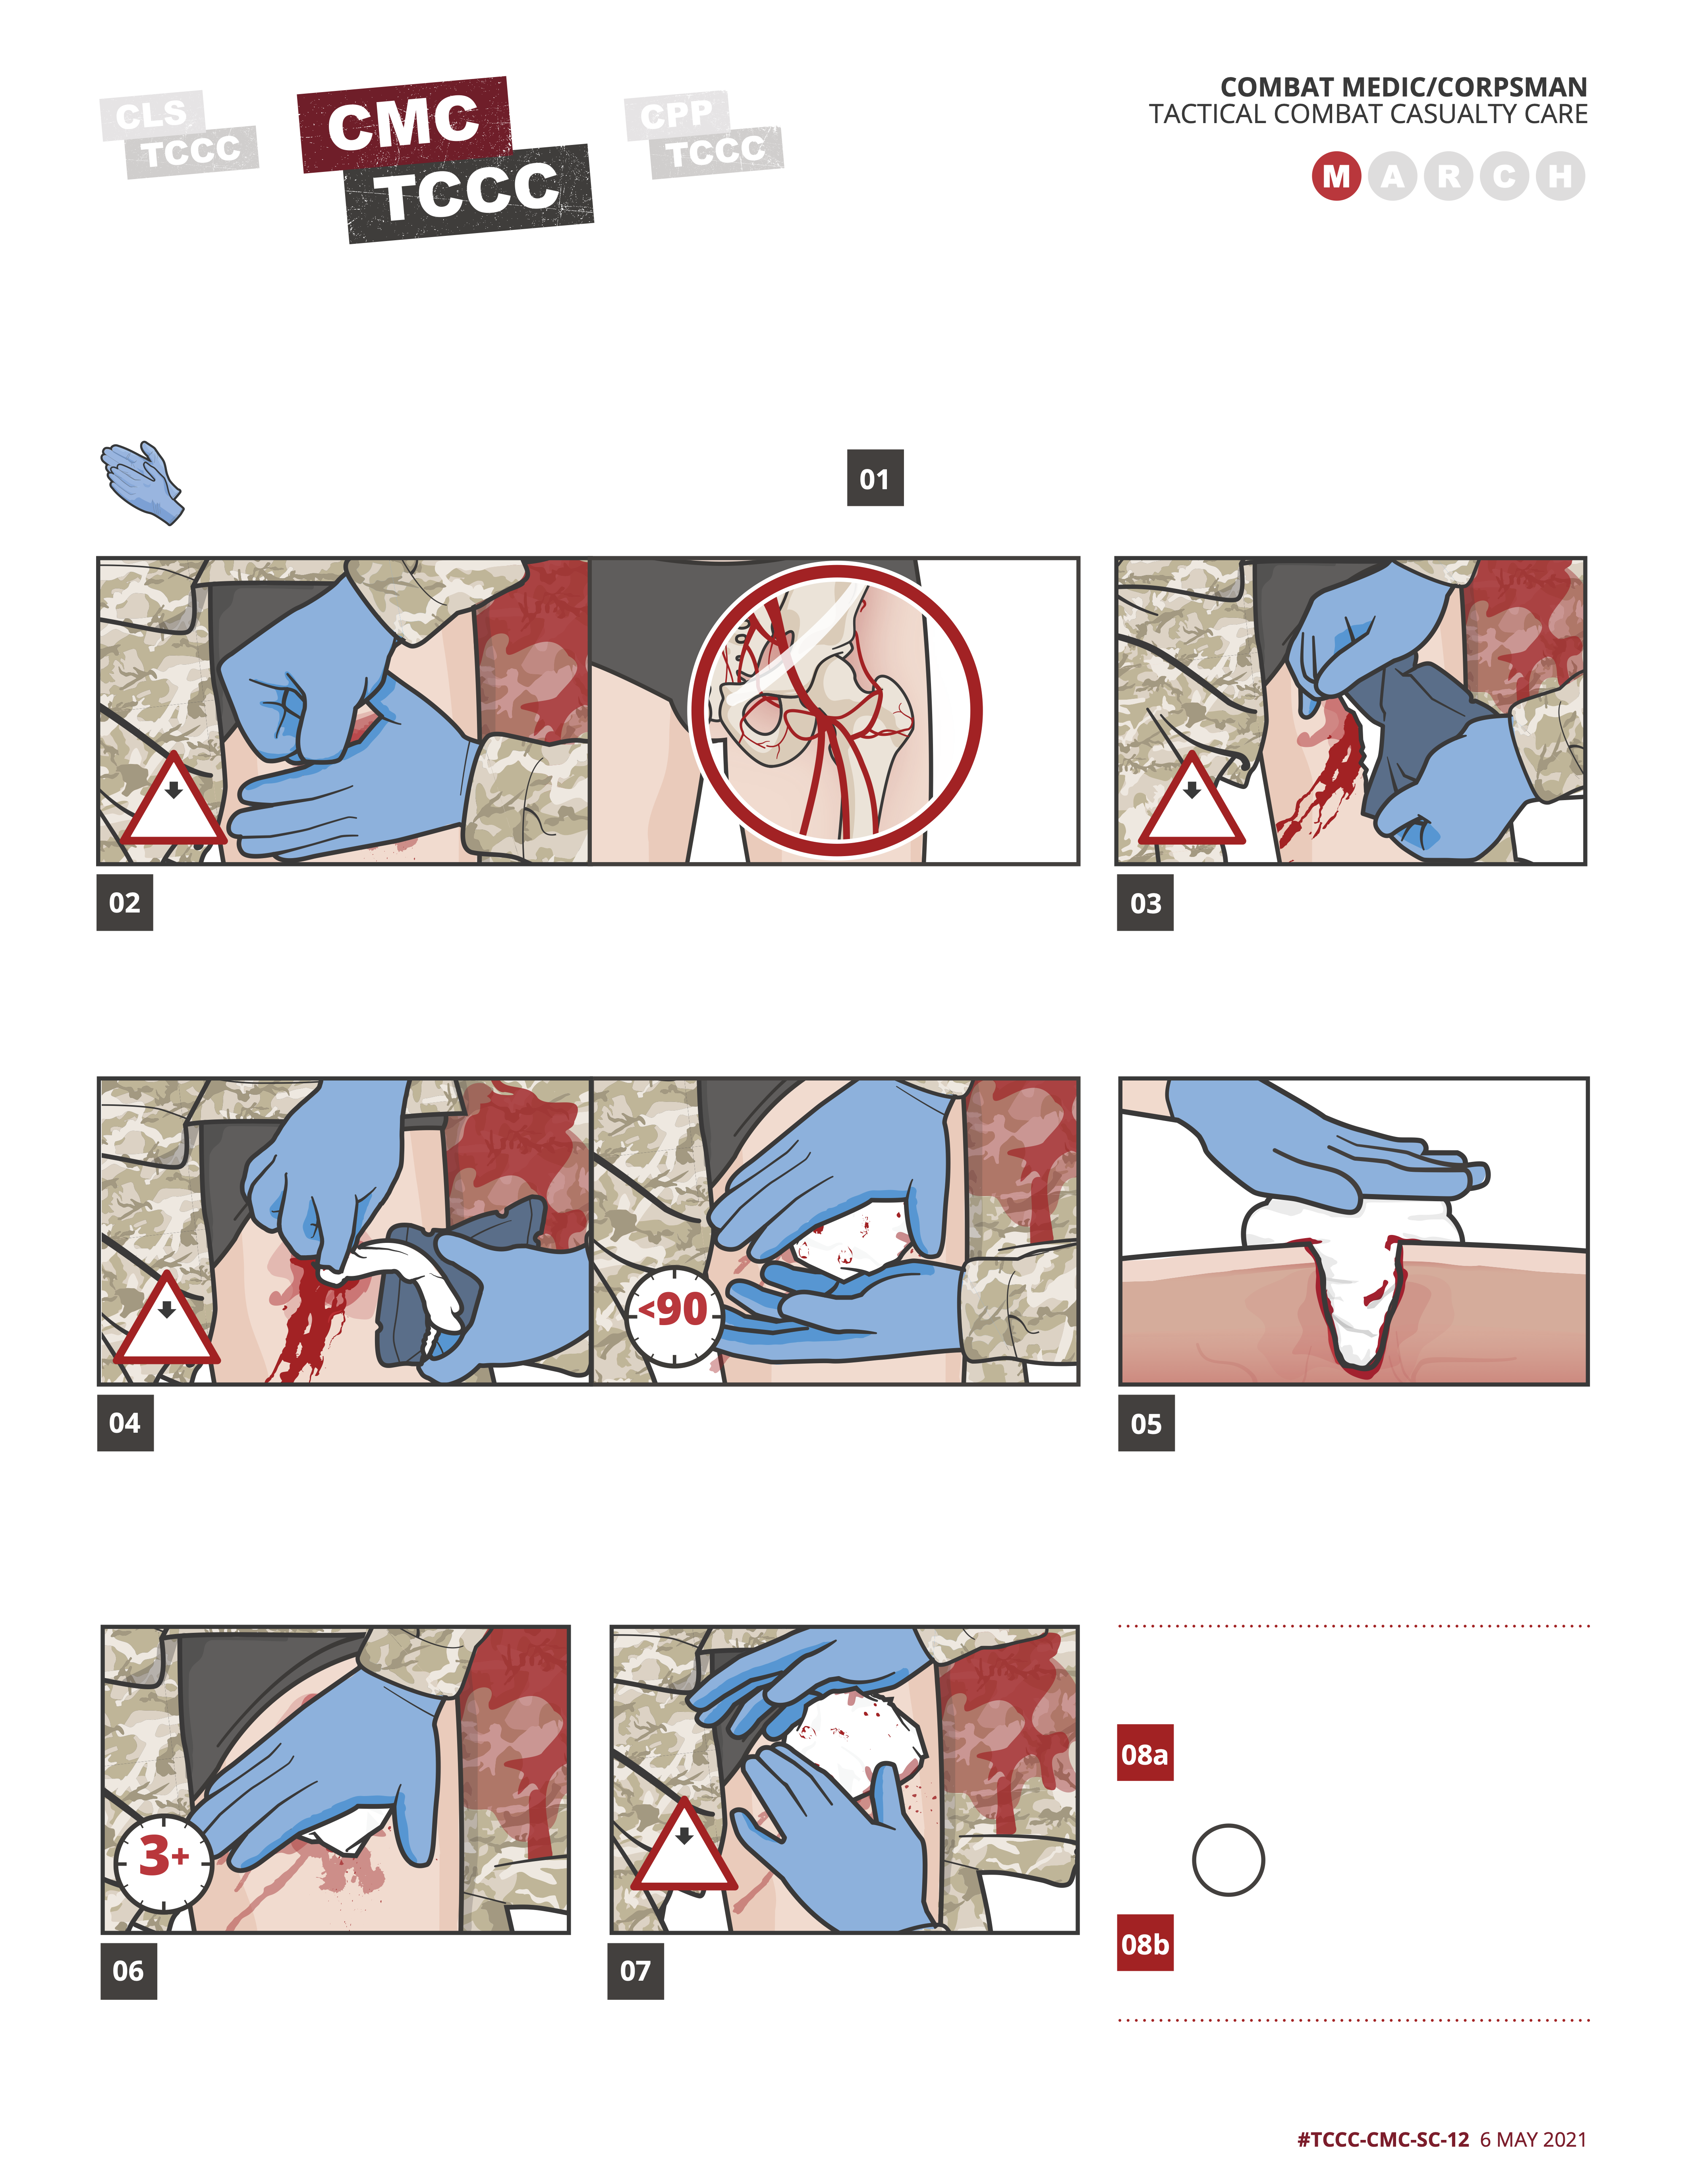 CLS
TCCC
CMC
TCCC
CPP
TCCC
COMBAT MEDIC/CORPSMAN
TACTICAL COMBAT CASUALTY CARE
M A R C H
01
02
03
<90
04
05
3+
06
07
08a
08b
#TCCC-CMC-SC-12 6 MAY 2021